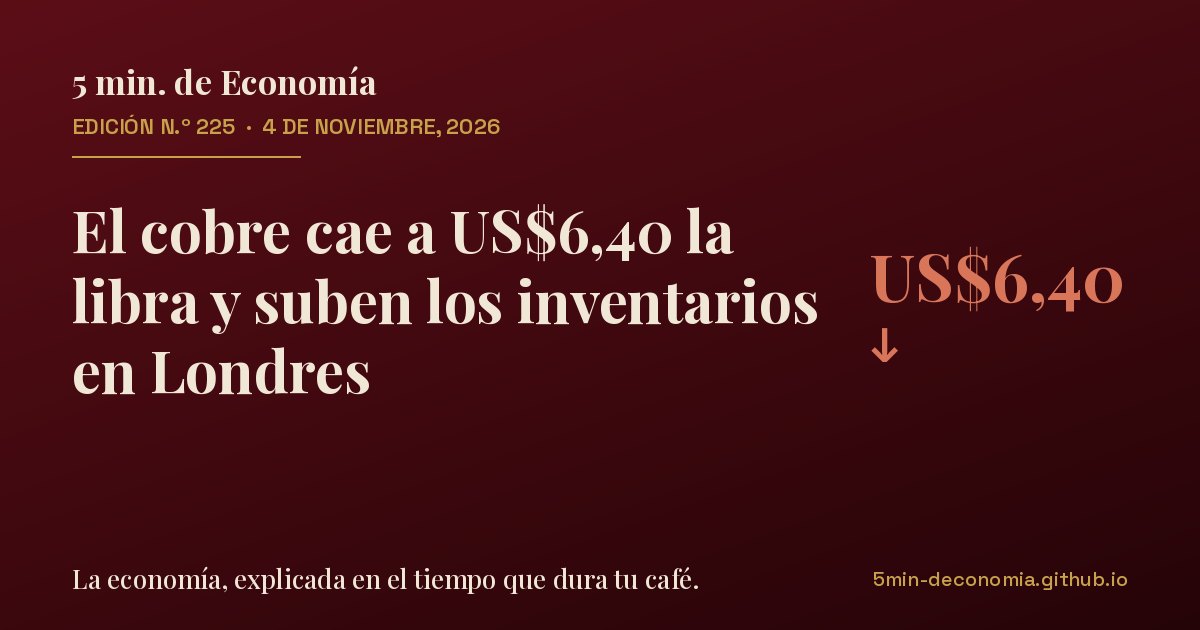 5 min. de Economía
EDICIÓN N.º 225 · 4 DE NOVIEMBRE, 2026
El cobre cae a US$6,40 la
libra y suben los inventarios
en Londres
US$6,40
↓
La economía, explicada en el tiempo que dura tu café.
5min-deconomia.github.io